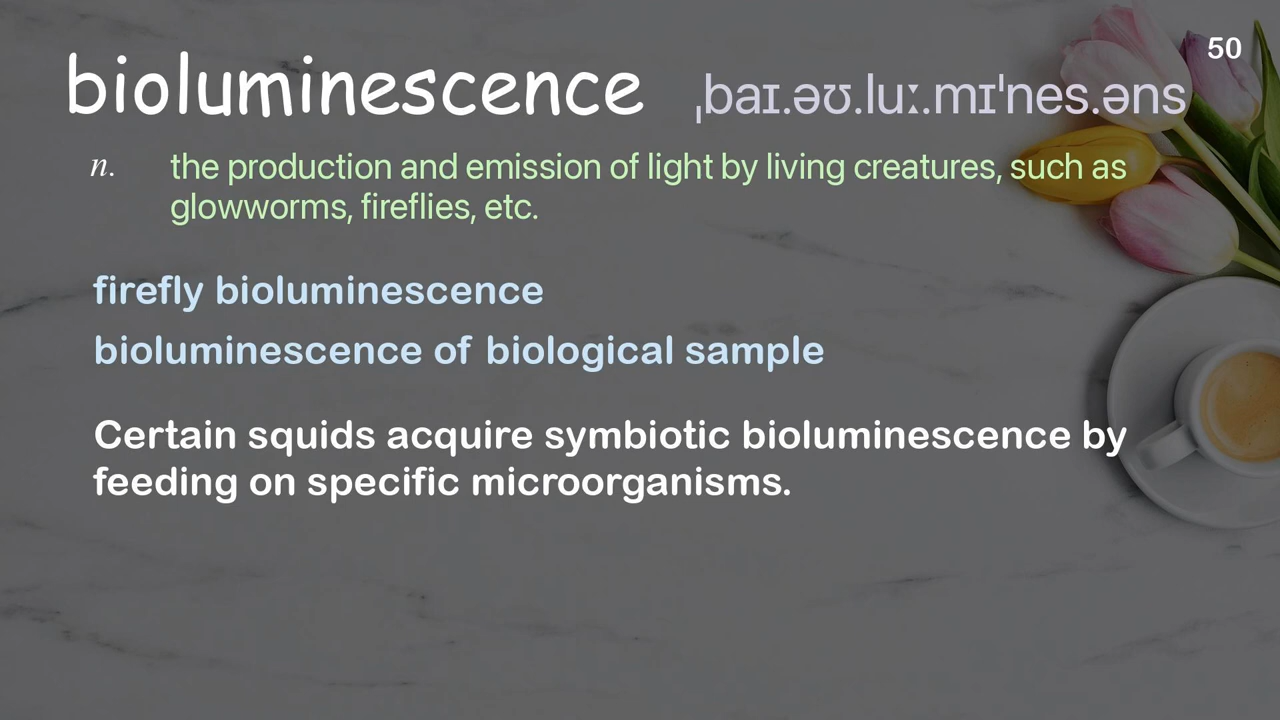 50
bioluminescence ˌbaɪ.əʊ.luː.mɪˈnes.əns
n. the production and emission of light by living creatures, such as
glowworms, fireflies, etc.
firefly bioluminescence
bioluminescence of biological sample
Certain squids acquire symbiotic bioluminescence by
feeding on specific microorganisms.